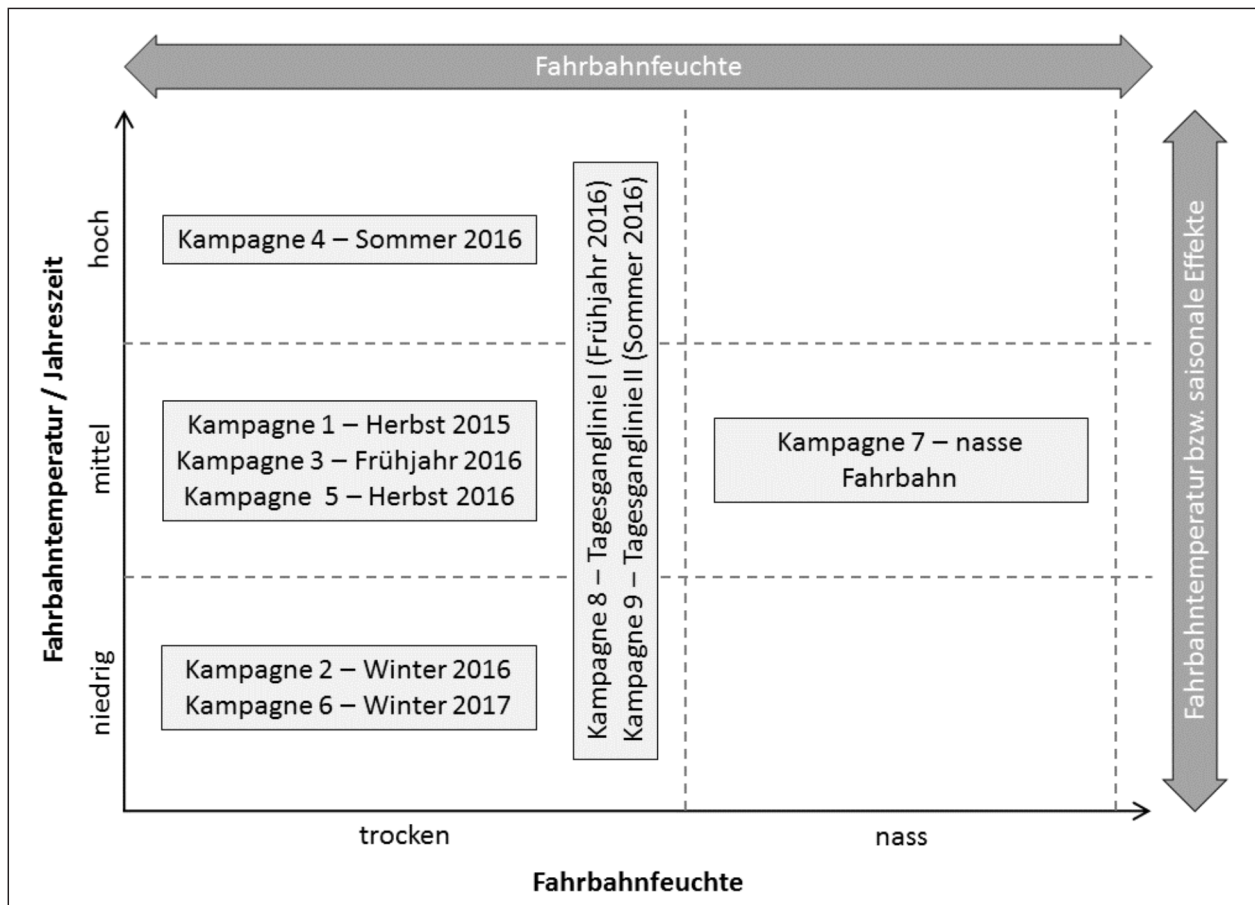 Fahrbahnfeuchte
Fahrbahntemperatur / Jahreszeit
hoch
mittel
niedrig
Kampagne 4 – Sommer 2016
Kampagne 1 – Herbst 2015
Kampagne 3 – Frühjahr 2016
Kampagne 5 – Herbst 2016
Kampagne 2 – Winter 2016
Kampagne 6 – Winter 2017
Kampagne 8 – Tagesganglinie I (Frühjahr 2016)
Kampagne 9 – Tagesganglinie II (Sommer 2016)
Kampagne 7 – nasse
Fahrbahn
Fahrbahntemperatur bzw. saisonale Effekte
trocken
nass
Fahrbahnfeuchte